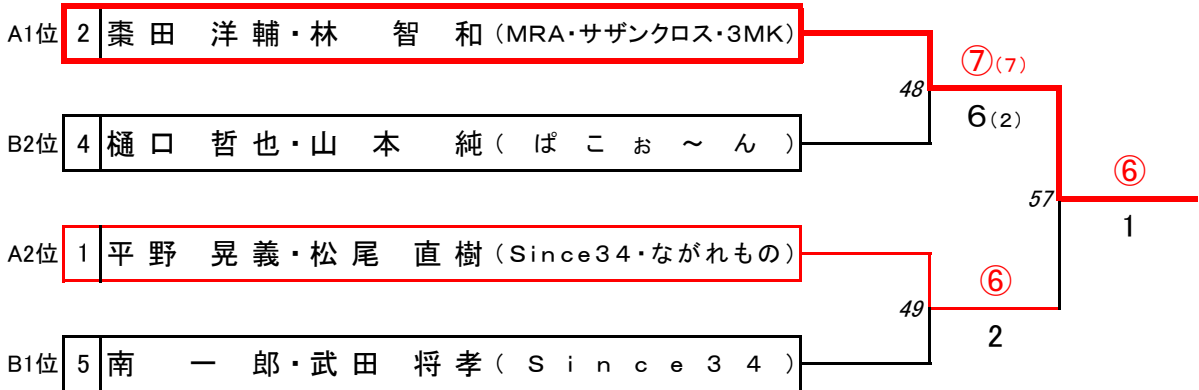 A1位 2 棗田 洋輔・林 智和(MRA・サザンクロス・3MK)
⑦(7)
48
6(2)
B2位 4 樋口 哲也・山本 純(ぱこぉ～ん)
⑥
57
1
A2位 1 平野 晃義・松尾 直樹(Since34・ながれもの)
⑥
49
2
B1位 5 南 一郎・武田 将孝(Since34)